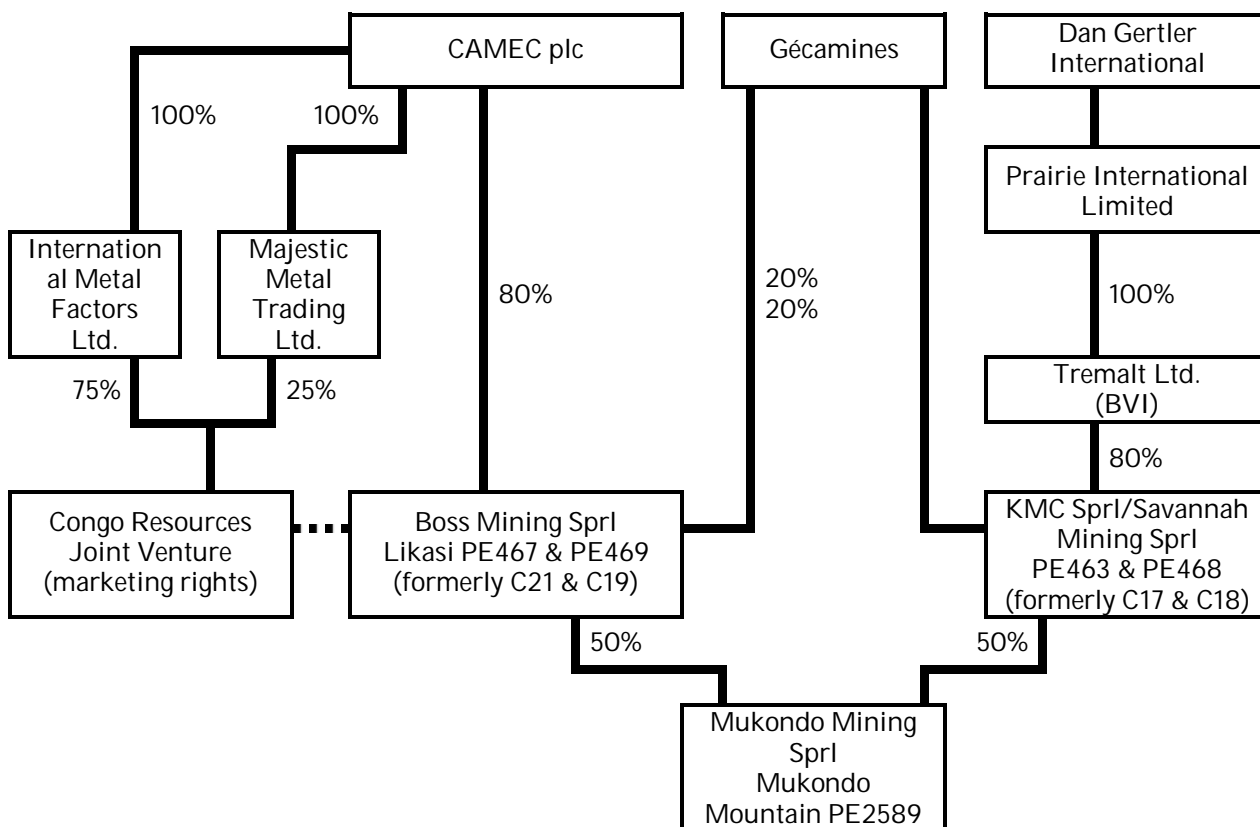 CAMEC plc
Gécamines
Dan Gertler
International
100%
100%
Prairie International
Limited
Internation
al Metal
Factors
Ltd.
Majestic
Metal
Trading
Ltd.
80%
20%
20%
100%
75%
25%
Tremalt Ltd.
(BVI)
80%
Congo Resources
Joint Venture
(marketing rights)
Boss Mining Sprl
Likasi PE467 & PE469
(formerly C21 & C19)
KMC Sprl/Savannah
Mining Sprl
PE463 & PE468
(formerly C17 & C18)
50%
50%
Mukondo Mining
Sprl
Mukondo
Mountain PE2589